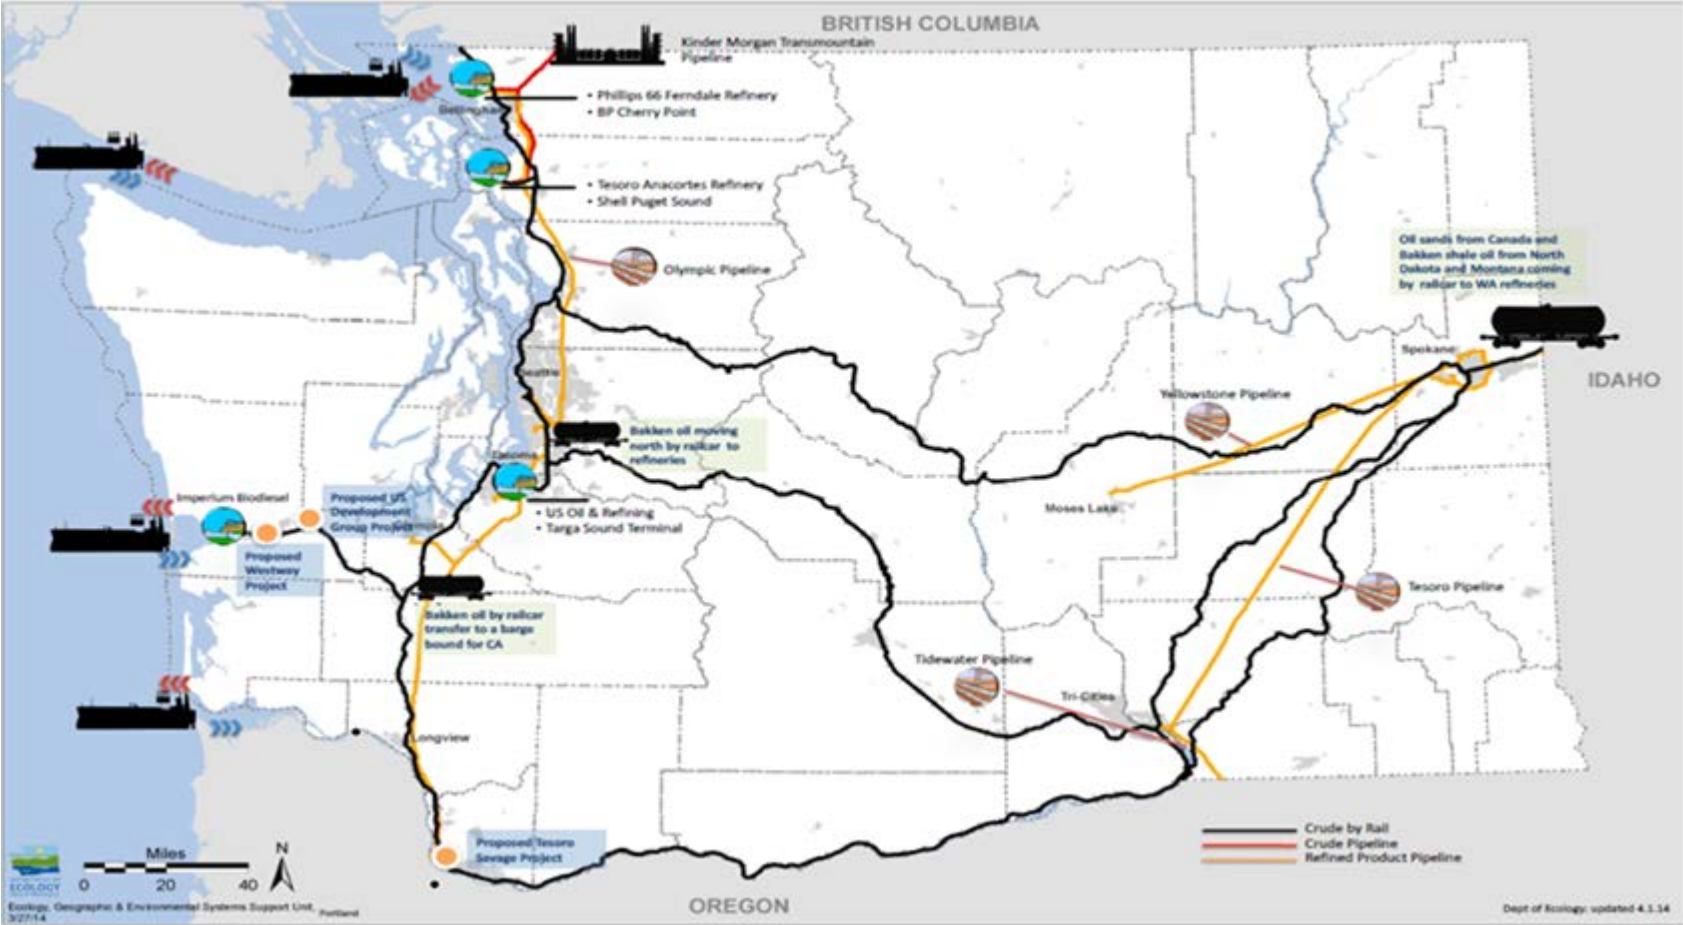 BRITISH COLUMBIA
Kinder Morgan Transmountain
Pipeline
• Phillips 66 Ferndale Refinery
• BP Cherry Point
Bellingham
• Tesoro Anacortes Refinery
• Shell Puget Sound
Olympic Pipeline
Oil sands from Canada and
Bakken shale oil from North
Dakota and Montana coming
by railcar to WA refineries
Spokane
IDAHO
Seattle
Yellowstone Pipeline
Bakken oil moving
north by railcar to
refineries
Tacoma
Imperium Biodiesel
Proposed US
Development
Group Project
Olympia
• US Oil & Refining
• Targa Sound Terminal
Moses Lake
Proposed
Westway
Project
Tesoro Pipeline
Bakken oil by railcar
transfer to a barge
bound for CA
Tidewater Pipeline
Tri-Cities
Longview
Proposed Tesoro
Savage Project
Crude by Rail
Crude Pipeline
Refined Product Pipeline
Miles
0 20 40
N
ECOLOGY
Ecology, Geographic & Environmental Systems Support Unit,
3/27/14
Portland
OREGON
Dept of Ecology: updated 4.1.14